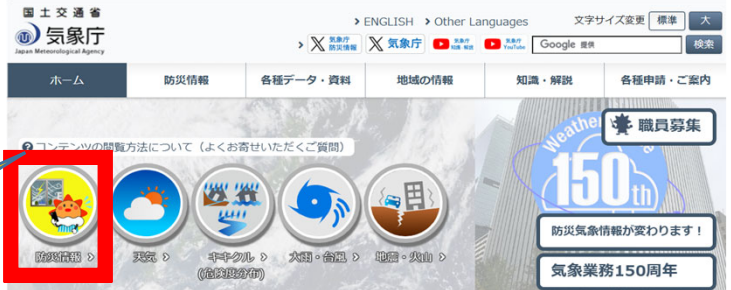 国土交通省
気象庁
Japan Meteorological Agency
ENGLISH Other Languages 文字サイズ変更 標準 大
気象庁 防災情報 気象庁 気象庁 知識 解説 気象庁 YouTube Google 提供 検索
ホーム 防災情報 各種データ・資料 地域の情報 知識・解説 各種申請・ご案内
コンテンツの閲覧方法について(よくお寄せいただくご質問)
職員募集
Weather
150th
防災情報 天気 キキクル(危険度分布) 大雨・台風 地震・火山
防災気象情報が変わります!
気象業務150周年